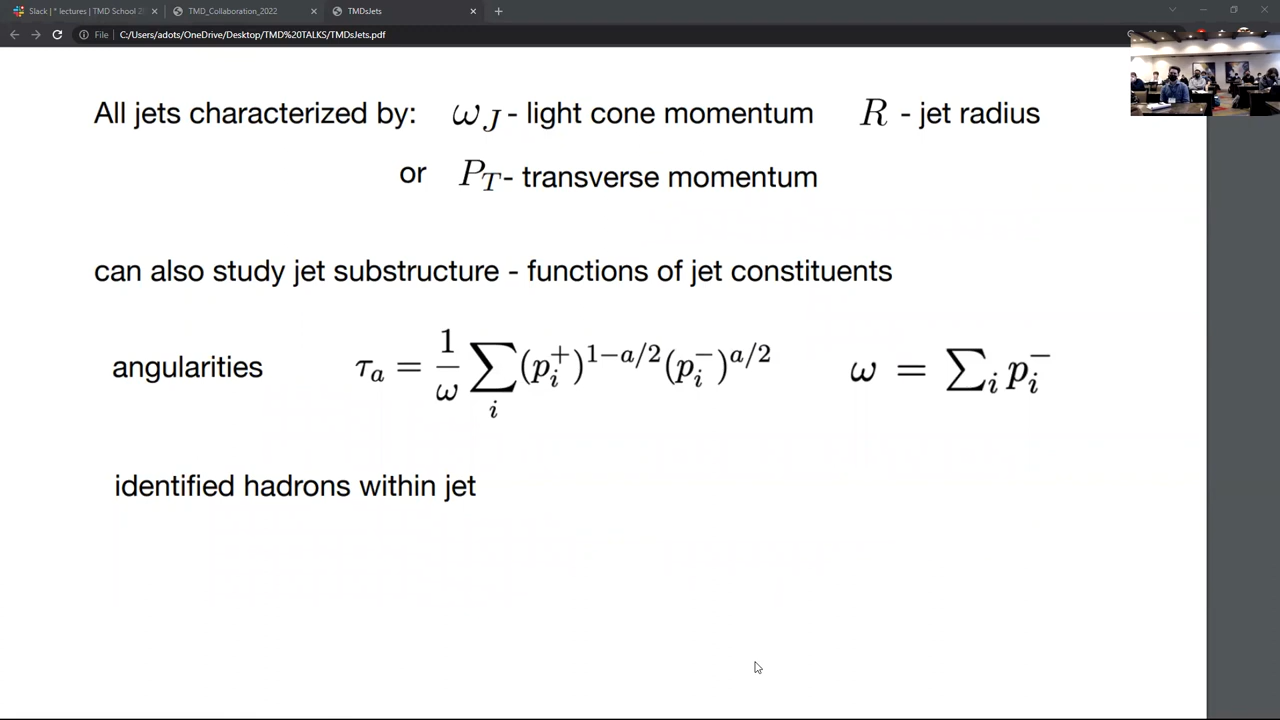 Slack | * lectures | TMD School 2
TMD_Collaboration_2022
TMDsJets
File C:/Users/adots/OneDrive/Desktop/TMD%20TALKS/TMDsJets.pdf
All jets characterized by: ω_J - light cone momentum R - jet radius
or P_T - transverse momentum
can also study jet substructure - functions of jet constituents
angularities τ_a = 1/ω ∑_i (p_i^+)^{1−a/2} (p_i^−)^{a/2} ω = ∑_i p_i^−
identified hadrons within jet